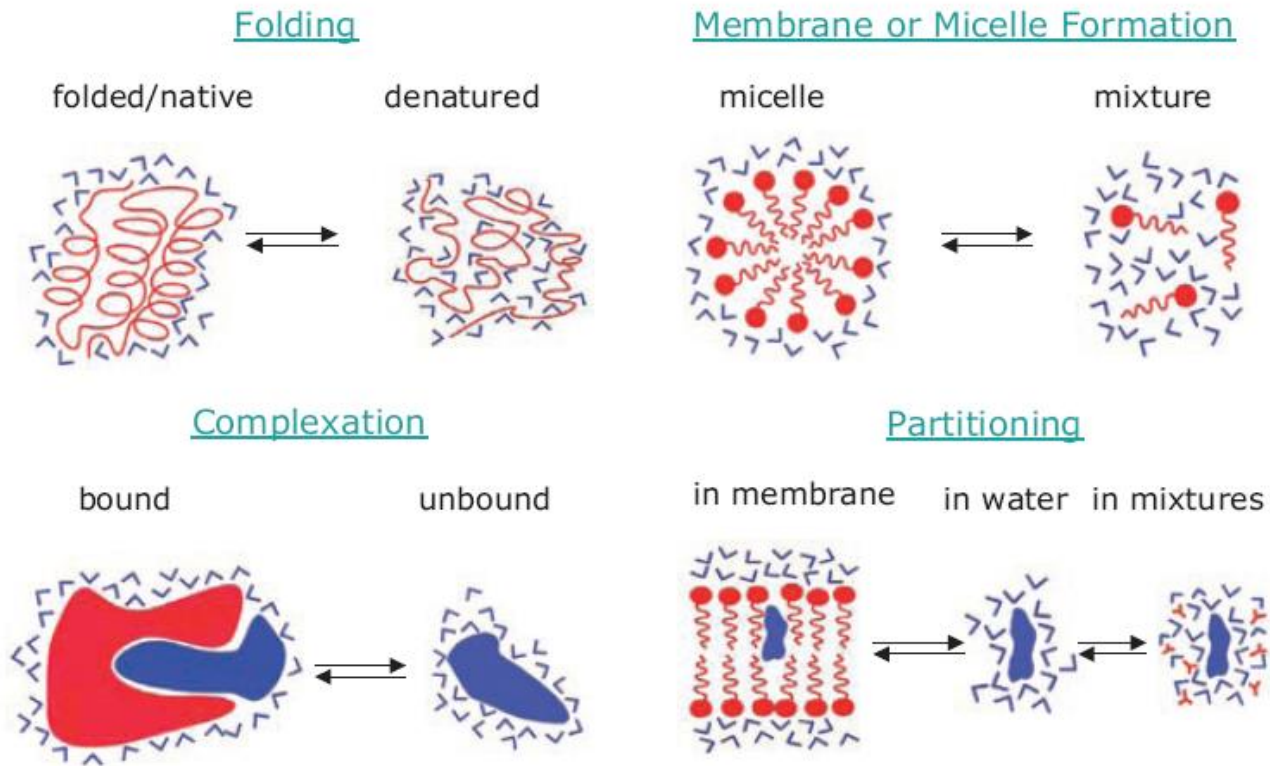 Folding
folded/native
denatured
Membrane or Micelle Formation
micelle
mixture
Complexation
bound
unbound
Partitioning
in membrane
in water
in mixtures